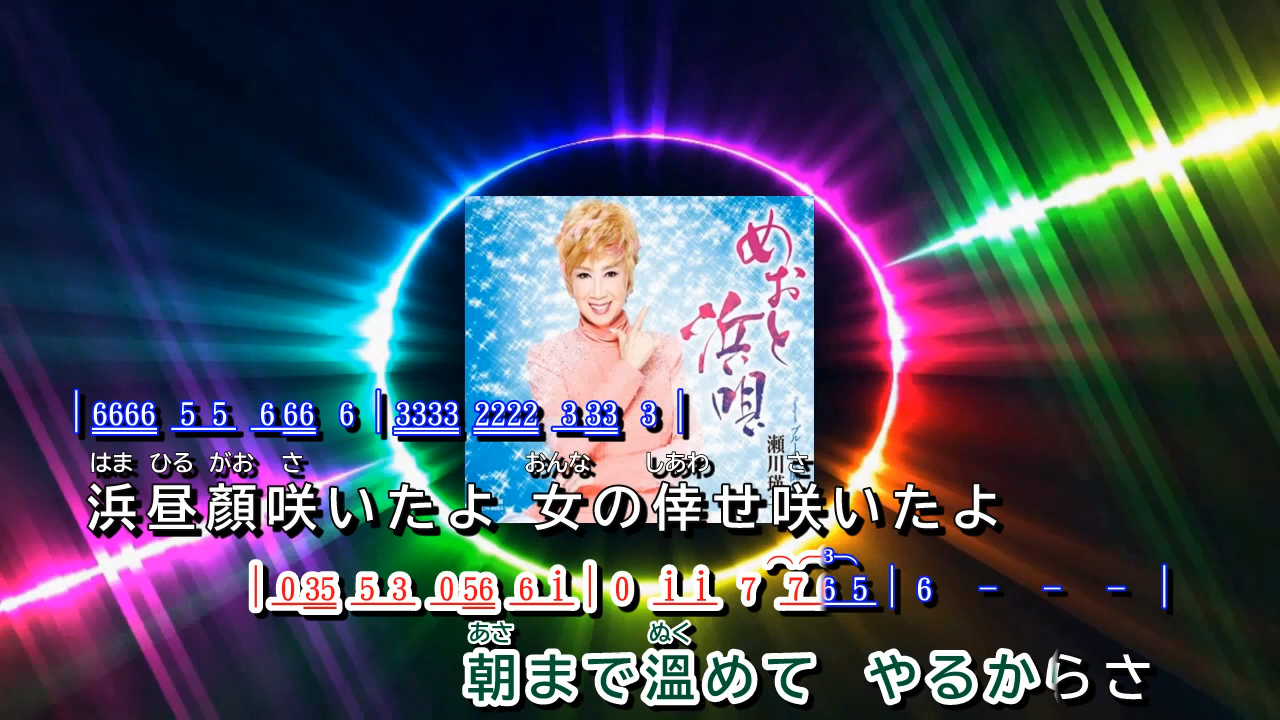 めおと
浜唄
瀬川瑛
|6666 5 5 6 66 6|3333 2222 3 33 3|
はま ひる がお さ おんな しあわ さ
浜昼顏咲いたよ 女の倖せ咲いたよ
3
|0 35 5 3 0 56 6 i|0 i i 7 7 6 5|6 － － －|
あさ ぬく
朝まで溫めて やるからさ